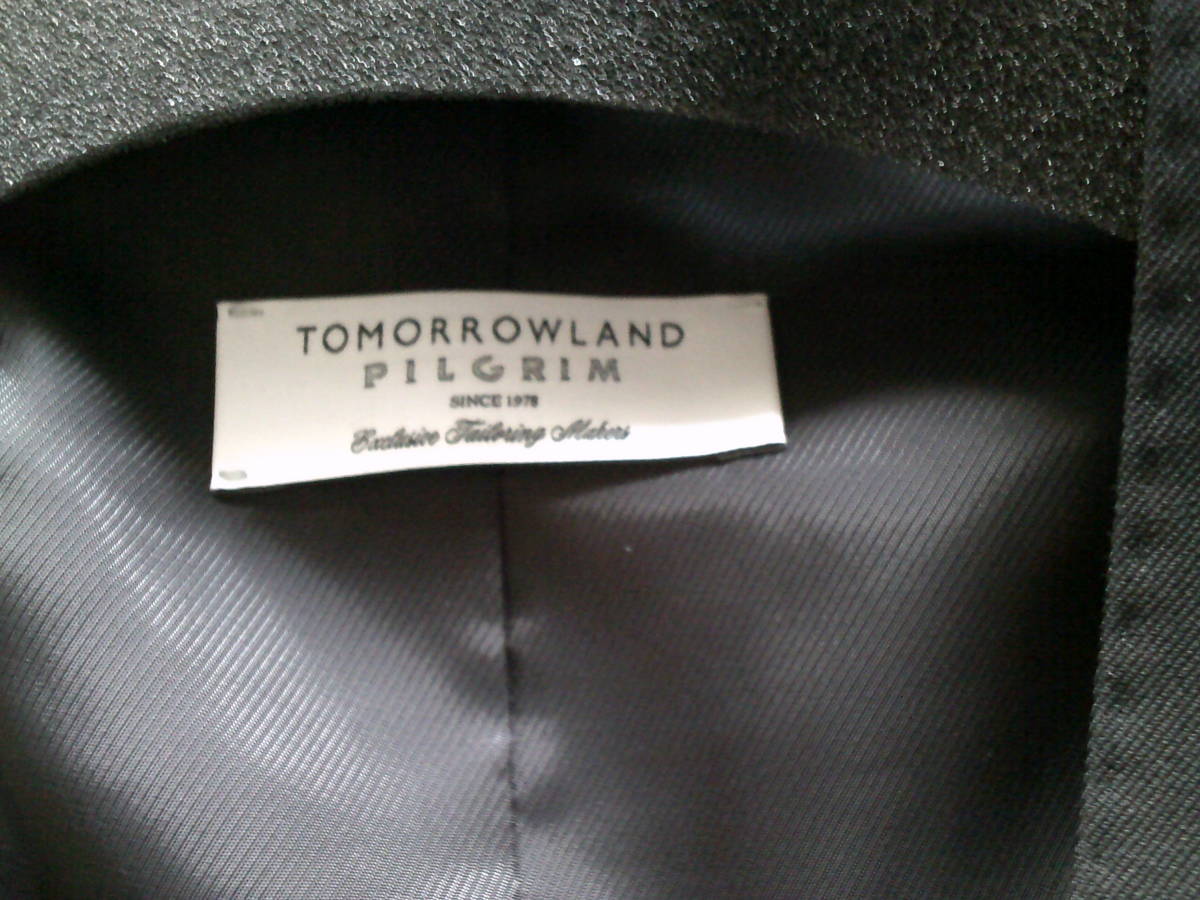 TOMORROWLAND
PILGRIM
SINCE 1978
Exclusive Tailoring Makers